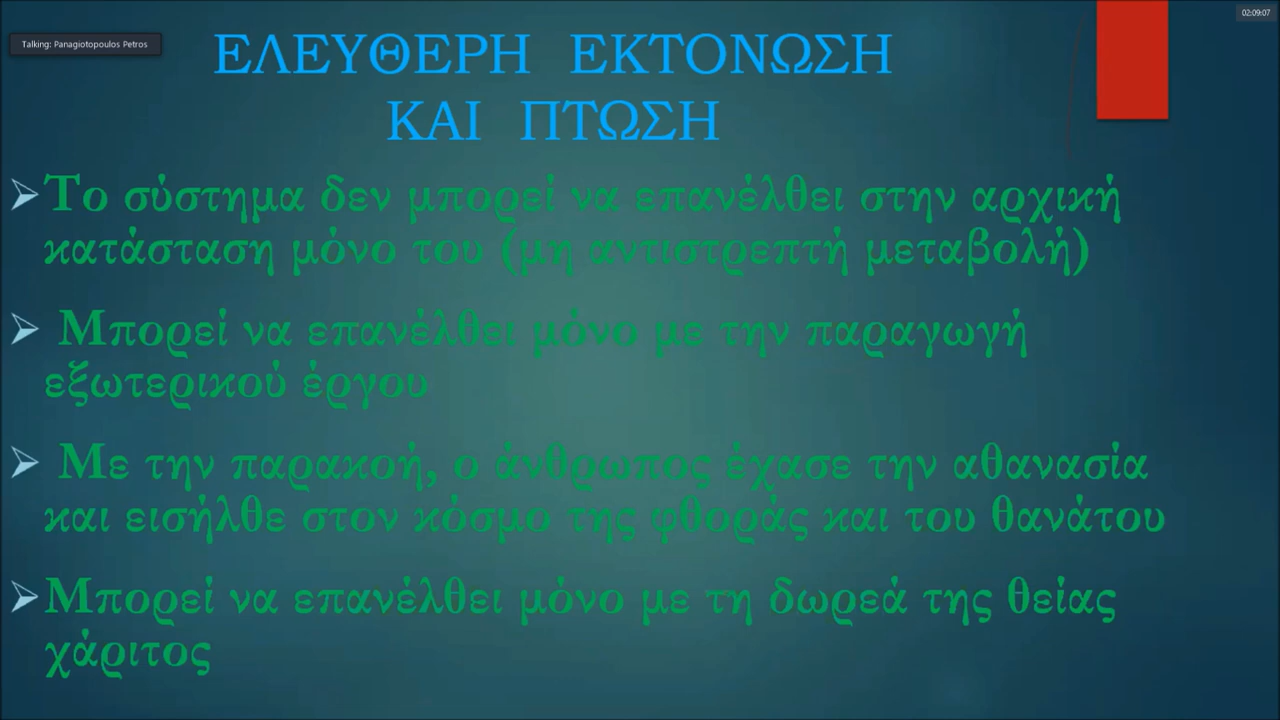 02:09:07
Talking: Panagiotopoulos Petros
ΕΛΕΥΘΕΡΗ ΕΚΤΟΝΩΣΗ
ΚΑΙ ΠΤΩΣΗ
Το σύστημα δεν μπορεί να επανέλθει στην αρχική
κατάσταση μόνο του (μη αντιστρεπτή μεταβολή)
Μπορεί να επανέλθει μόνο με την παραγωγή
εξωτερικού έργου
Με την παρακοή, ο άνθρωπος έχασε την αθανασία
και εισήλθε στον κόσμο της φθοράς και του θανάτου
Μπορεί να επανέλθει μόνο με τη δωρεά της θείας
χάριτος